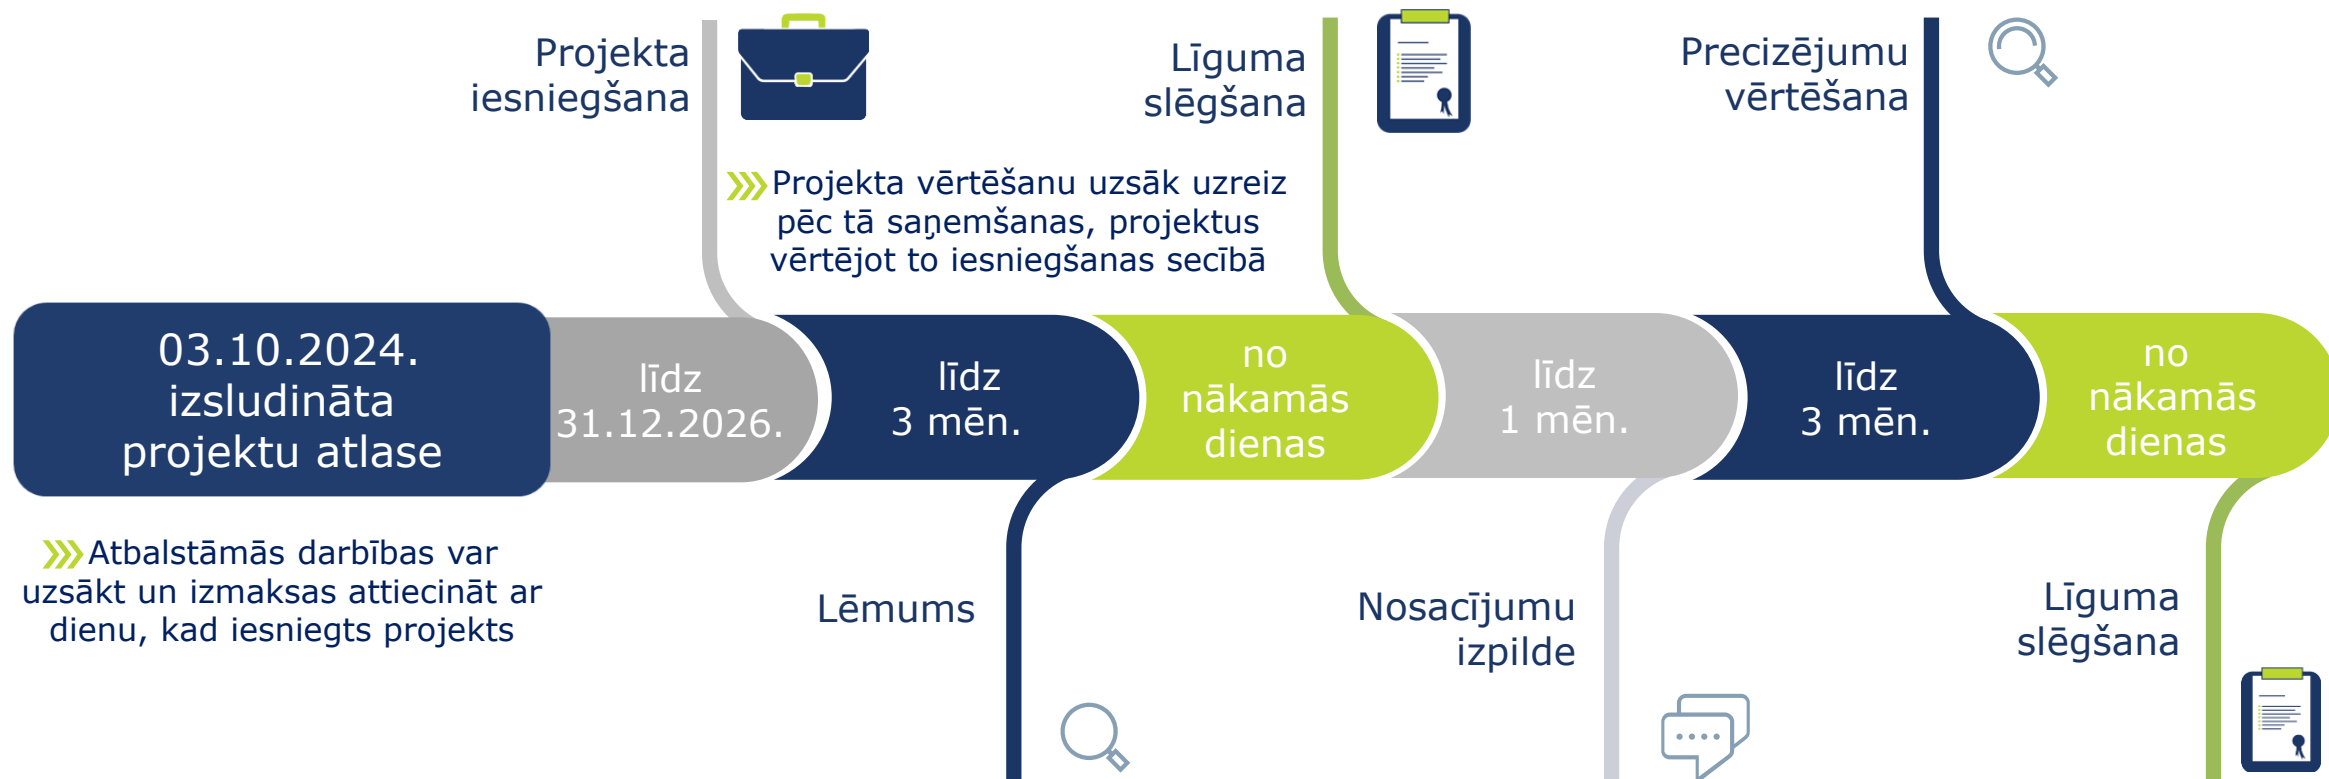 Projekta
iesniegšana
Līguma
slēgšana
Precizējumu
vērtēšana
Projekta vērtēšanu uzsāk uzreiz
pēc tā saņemšanas, projektus
vērtējot to iesniegšanas secībā
03.10.2024.
izsludināta
projektu atlase
līdz
31.12.2026.
līdz
3 mēn.
no
nākamās
dienas
līdz
1 mēn.
līdz
3 mēn.
no
nākamās
dienas
Atbalstāmās darbības var
uzsākt un izmaksas attiecināt ar
dienu, kad iesniegts projekts
Lēmums
Nosacījumu
izpilde
Līguma
slēgšana